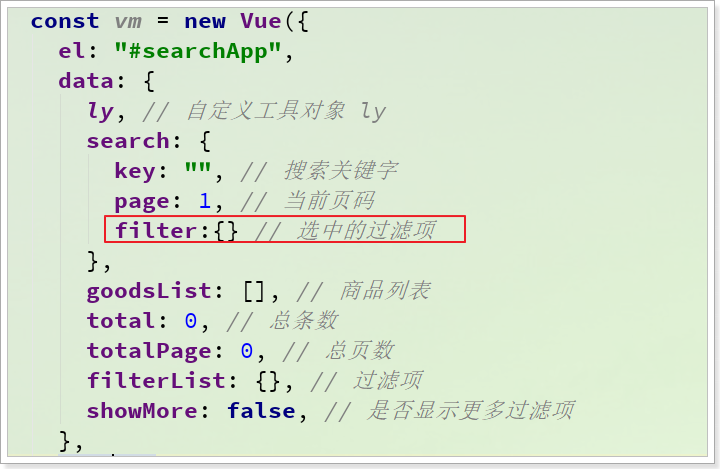 const vm = new Vue({
el: "#searchApp",
data: {
ly, // 自定义工具对象 ly
search: {
key: "", // 搜索关键字
page: 1, // 当前页码
filter:{} // 选中的过滤项
},
goodsList: [], // 商品列表
total: 0, // 总条数
totalPage: 0, // 总页数
filterList: {}, // 过滤项
showMore: false, // 是否显示更多过滤项
},